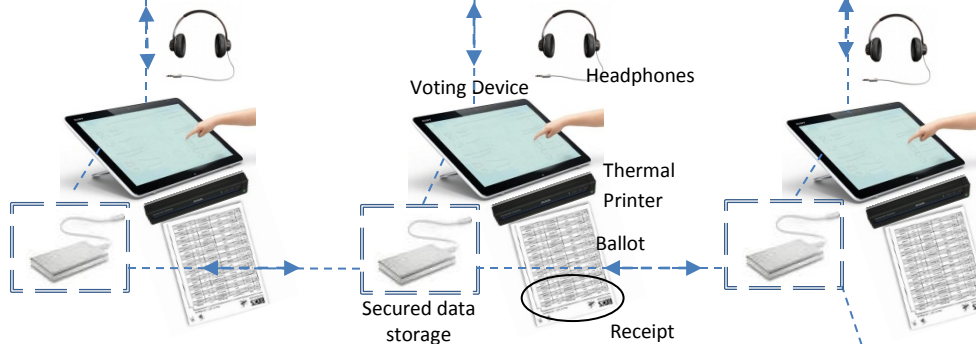 Headphones
Voting Device
Thermal
Printer
Ballot
Secured data
storage
Receipt